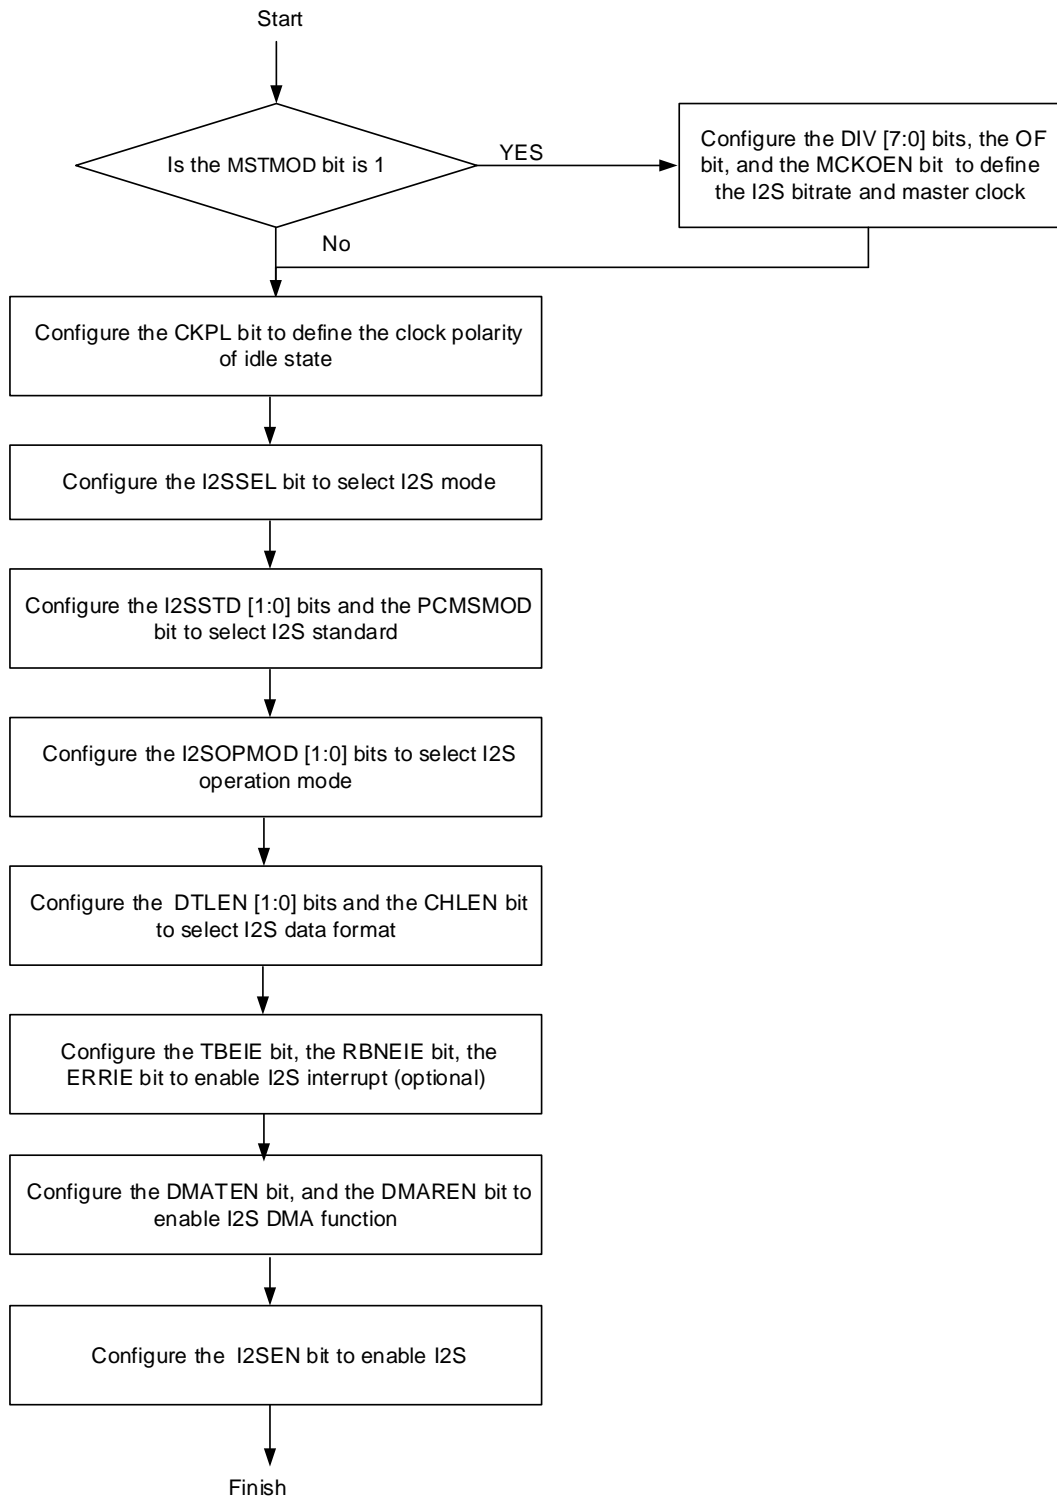 Start
Is the MSTMOD bit is 1
YES
Configure the DIV [7:0] bits, the OF
bit, and the MCKOEN bit to define
the I2S bitrate and master clock
No
Configure the CKPL bit to define the clock polarity
of idle state
Configure the I2SSEL bit to select I2S mode
Configure the I2SSTD [1:0] bits and the PCMSMOD
bit to select I2S standard
Configure the I2SOPMOD [1:0] bits to select I2S
operation mode
Configure the DTLEN [1:0] bits and the CHLEN bit
to select I2S data format
Configure the TBEIE bit, the RBNEIE bit, the
ERRIE bit to enable I2S interrupt (optional)
Configure the DMATEN bit, and the DMAREN bit to
enable I2S DMA function
Configure the I2SEN bit to enable I2S
Finish